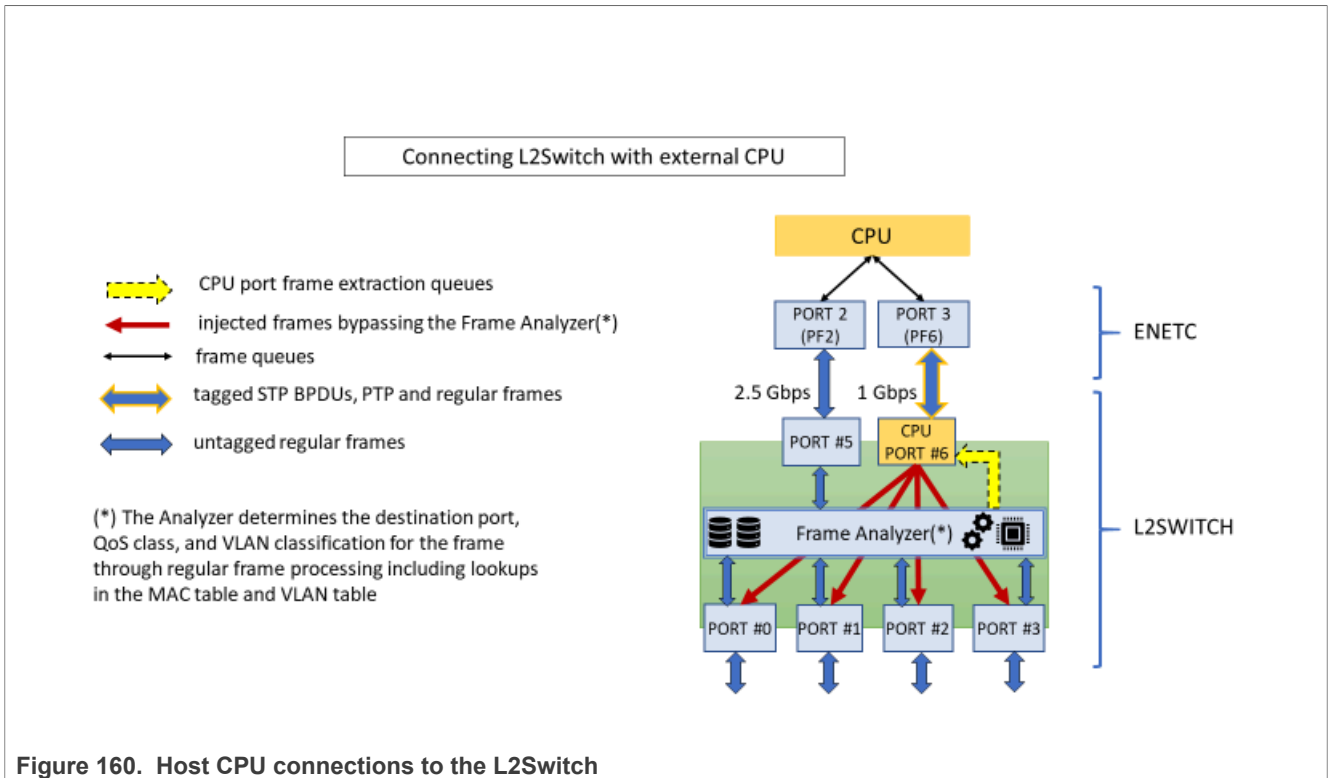 Connecting L2Switch with external CPU
CPU port frame extraction queues
injected frames bypassing the Frame Analyzer(*)
frame queues
tagged STP BPDUs, PTP and regular frames
untagged regular frames
(*) The Analyzer determines the destination port,
QoS class, and VLAN classification for the frame
through regular frame processing including lookups
in the MAC table and VLAN table
CPU
PORT 2
(PF2)
PORT 3
(PF6)
ENETC
2.5 Gbps
1 Gbps
PORT #5
CPU
PORT #6
Frame Analyzer(*)
L2SWITCH
PORT #0
PORT #1
PORT #2
PORT #3
Figure 160. Host CPU connections to the L2Switch